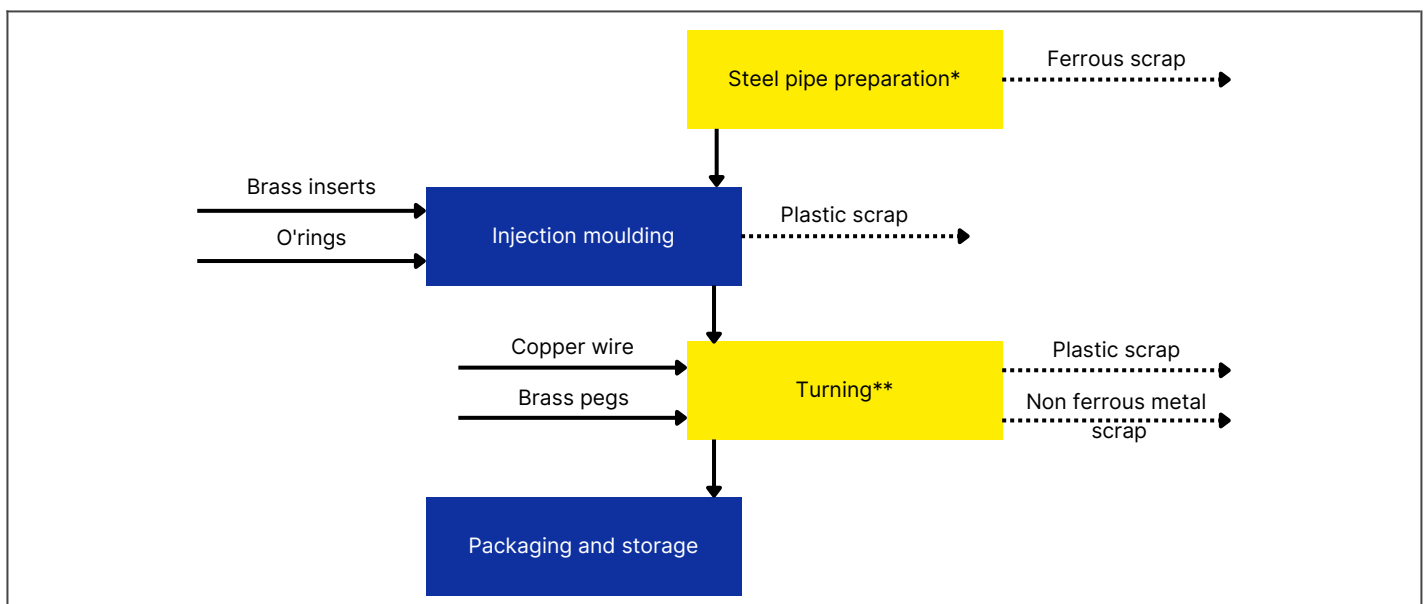 Steel pipe preparation*
Ferrous scrap
Brass inserts
O'rings
Injection moulding
Plastic scrap
Copper wire
Brass pegs
Turning**
Plastic scrap
Non ferrous metal
scrap
Packaging and storage